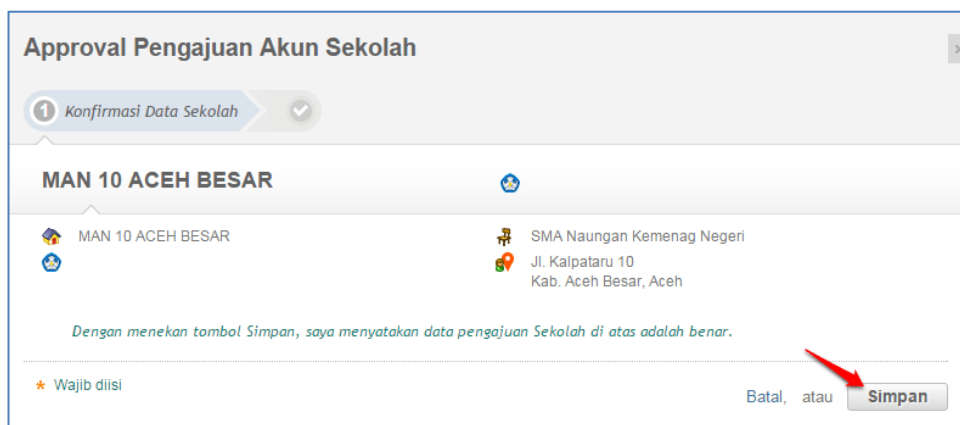 Approval Pengajuan Akun Sekolah
1 Konfirmasi Data Sekolah
MAN 10 ACEH BESAR
MAN 10 ACEH BESAR
SMA Naungan Kemenag Negeri
Jl. Kalpataru 10
Kab. Aceh Besar, Aceh
Dengan menekan tombol Simpan, saya menyatakan data pengajuan Sekolah di atas adalah benar.
* Wajib diisi
Batal, atau Simpan